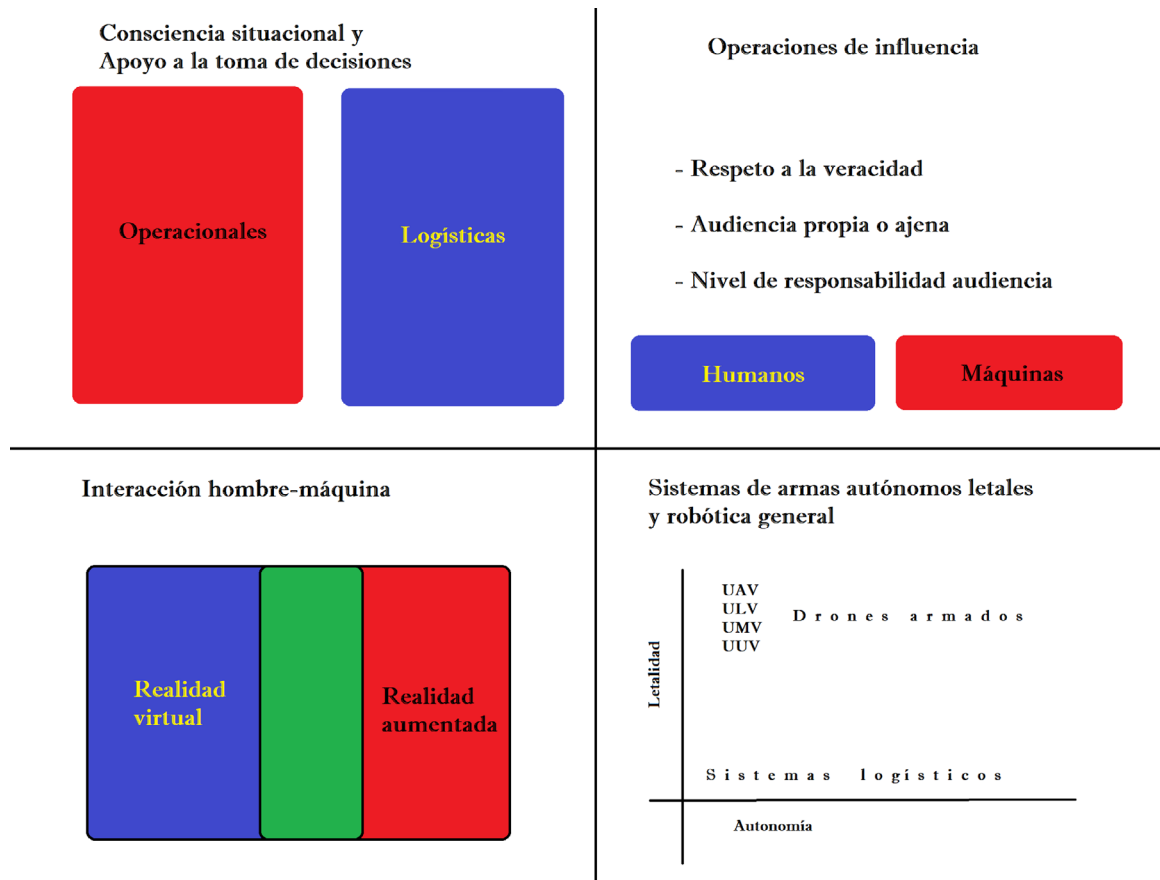 Consciencia situacional y
Apoyo a la toma de decisiones
Operacionales
Logísticas
Operaciones de influencia
- Respeto a la veracidad
- Audiencia propia o ajena
- Nivel de responsabilidad audiencia
Humanos
Máquinas
Interacción hombre-máquina
Realidad
virtual
Realidad
aumentada
Sistemas de armas autónomos letales
y robótica general
Letalidad
UAV
ULV
UMV
UUV
Drones armados
Sistemas logísticos
Autonomía